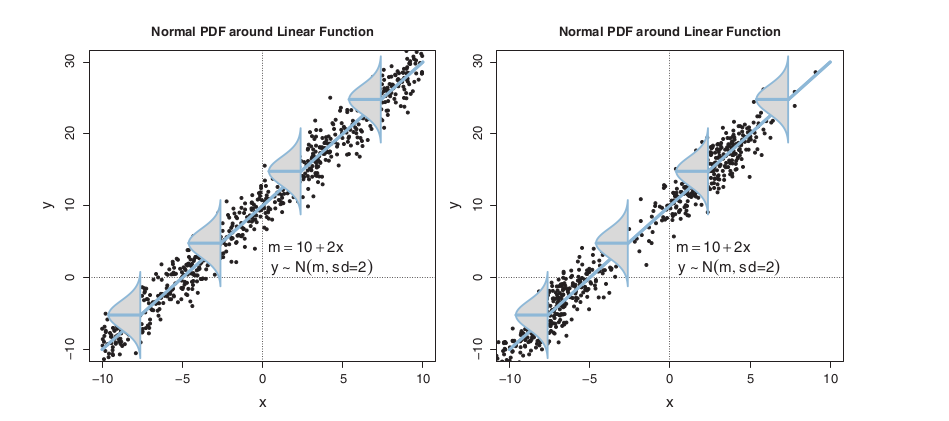 Normal PDF around Linear Function
30
20
10
0
−10
y
m = 10 + 2x
y ~ N(m, sd=2)
−10 −5 0 5 10
x
Normal PDF around Linear Function
30
20
10
0
−10
y
m = 10 + 2x
y ~ N(m, sd=2)
−10 −5 0 5 10
x